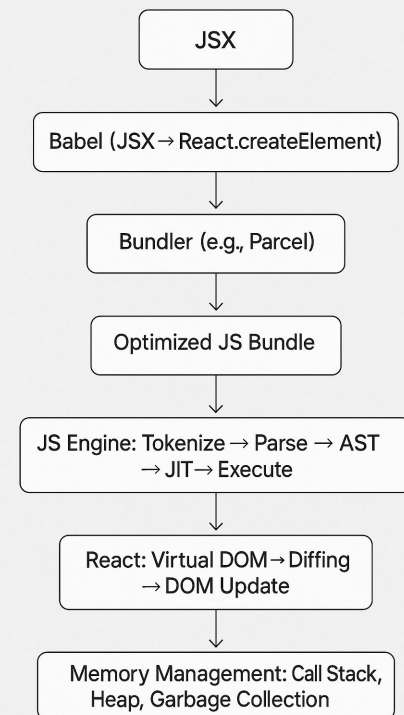 JSX
Babel (JSX→React.createElement)
Bundler (e.g., Parcel)
Optimized JS Bundle
JS Engine: Tokenize → Parse → AST
→JIT→Execute
React: Virtual DOM→Diffing
→DOM Update
Memory Management: Call Stack,
Heap, Garbage Collection